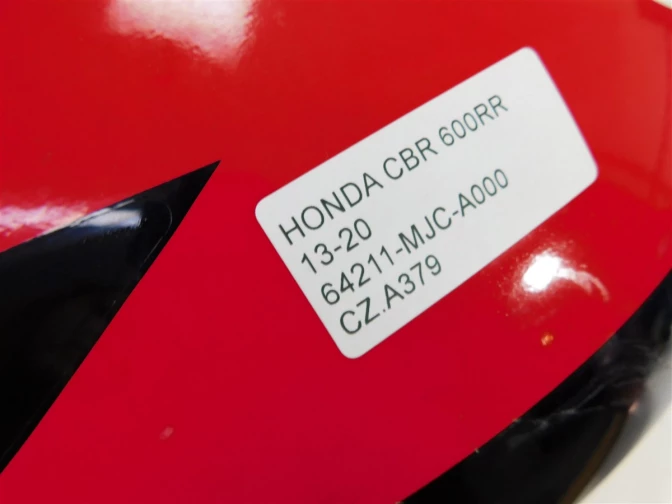 HONDA CBR 600RR
13-20
64211-MJC-A000
CZ.A379